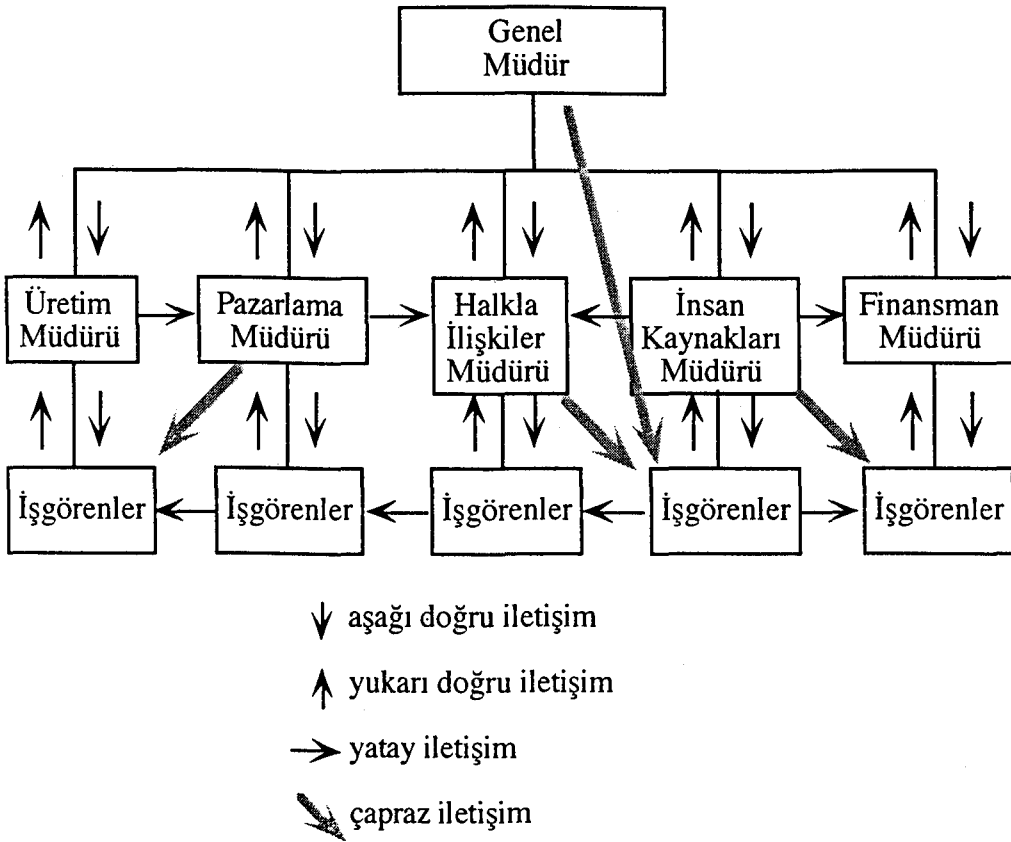 Genel
Müdür
Üretim
Müdürü
Pazarlama
Müdürü
Halkla
İlişkiler
Müdürü
İnsan
Kaynakları
Müdürü
Finansman
Müdürü
İşgörenler
İşgörenler
İşgörenler
İşgörenler
İşgörenler
aşağı doğru iletişim
yukarı doğru iletişim
yatay iletişim
çapraz iletişim